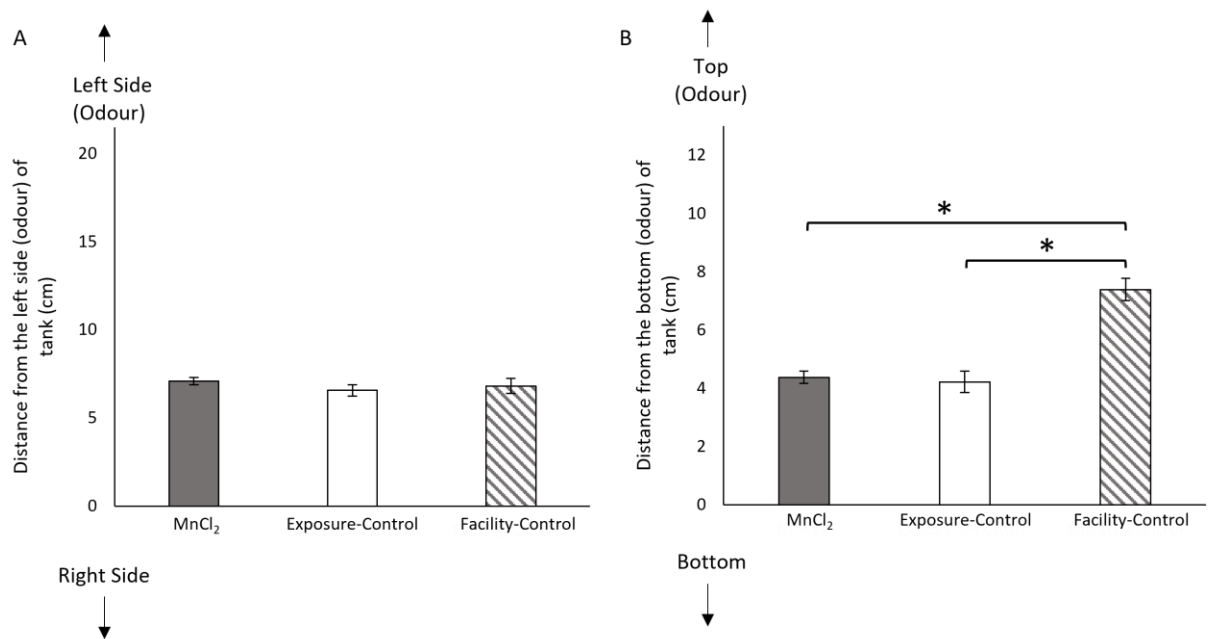 A
Left Side
(Odour)
Distance from the left side (odour) of
tank (cm)
20
15
10
5
0
MnCl₂
Exposure-Control
Facility-Control
Right Side
B
Top
(Odour)
Distance from the bottom (odour) of
tank (cm)
12
10
8
6
4
2
0
*
*
MnCl₂
Exposure-Control
Facility-Control
Bottom